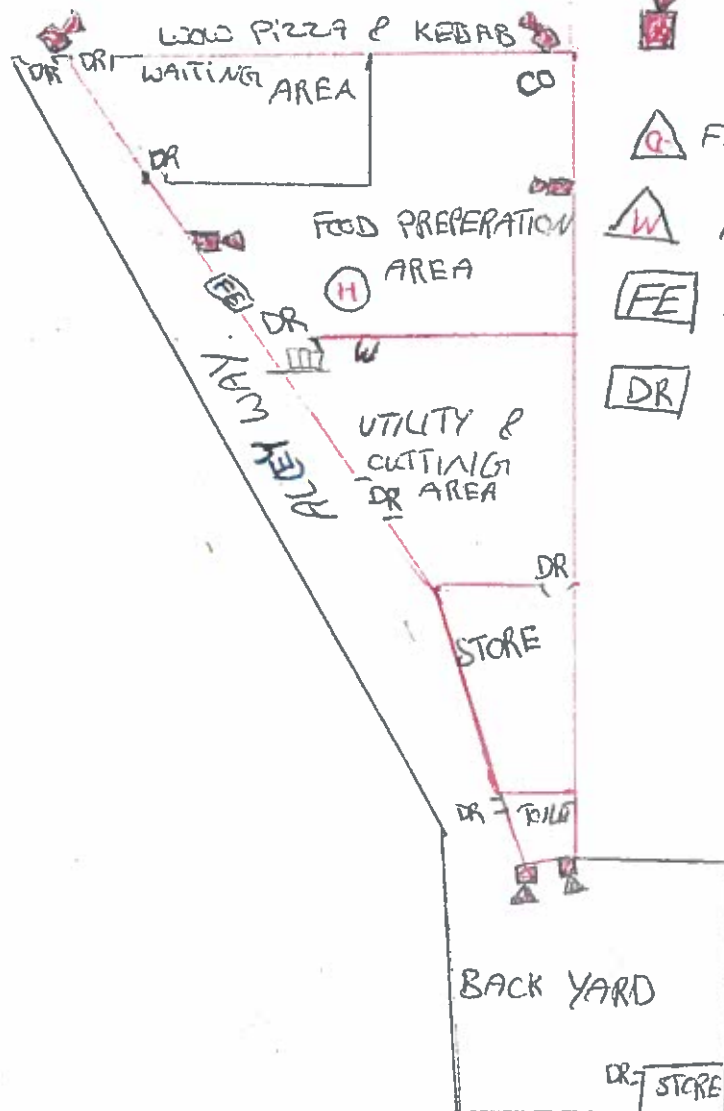 WOW PIZZA & KEBAB
DR DR
WAITING
AREA
CO
DR
F
FOOD PREPERATION
AREA
W
H
FE
FE
DR
W
DR
ALLEY WAY
UTILITY &
CUTTING
AREA
DR
DR
STORE
DR
TOILET
BACK YARD
DR
STORE